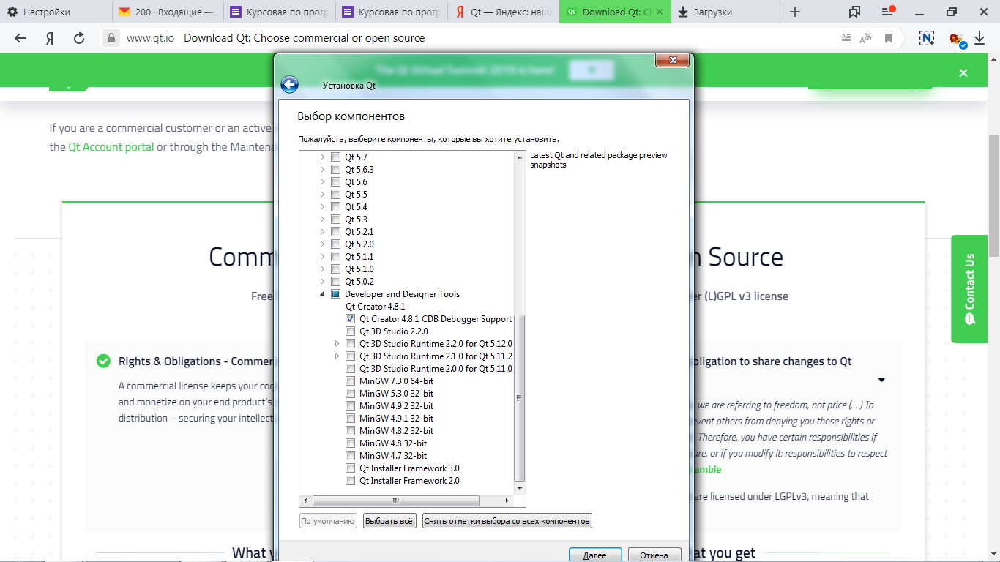 Настройки
200 · Входящие —
Курсовая по прогр
Курсовая по прогр
Qt — Яндекс: нашл
Download Qt: Ch
Загрузки
www.qt.io Download Qt: Choose commercial or open source
The Qt Virtual Summit 2019 is here!
Установка Qt
If you are a commercial customer or an active
the Qt Account portal or through the Maintena
Выбор компонентов
Пожалуйста, выберите компоненты, которые вы хотите установить.
Latest Qt and related package preview
snapshots
Qt 5.7
Qt 5.6.3
Qt 5.6
Qt 5.5
Qt 5.4
Qt 5.3
Qt 5.2.1
Qt 5.2.0
Qt 5.1.1
Qt 5.1.0
Qt 5.0.2
Developer and Designer Tools
Qt Creator 4.8.1
Qt Creator 4.8.1 CDB Debugger Support
Qt 3D Studio 2.2.0
Qt 3D Studio Runtime 2.2.0 for Qt 5.12.0
Qt 3D Studio Runtime 2.1.0 for Qt 5.11.2
Qt 3D Studio Runtime 2.0.0 for Qt 5.11.0
MinGW 7.3.0 64-bit
MinGW 5.3.0 32-bit
MinGW 4.9.2 32-bit
MinGW 4.9.1 32-bit
MinGW 4.8.2 32-bit
MinGW 4.8 32-bit
MinGW 4.7 32-bit
Qt Installer Framework 3.0
Qt Installer Framework 2.0
По умолчанию
Выбрать всё
Снять отметки выбора со всех компонентов
Далее
Отмена
Comm
Free
Rights & Obligations - Commer
A commercial license keeps your cod
and monetize on your end product's
distribution – securing your intellect
What y
n Source
er (L)GPL v3 license
bligation to share changes to Qt
we are referring to freedom, not price (... ) To
event others from denying you these rights or
Therefore, you have certain responsibilities if
are, or if you modify it: responsibilities to respect
amble
are licensed under LGPLv3, meaning that
at you get
Contact Us